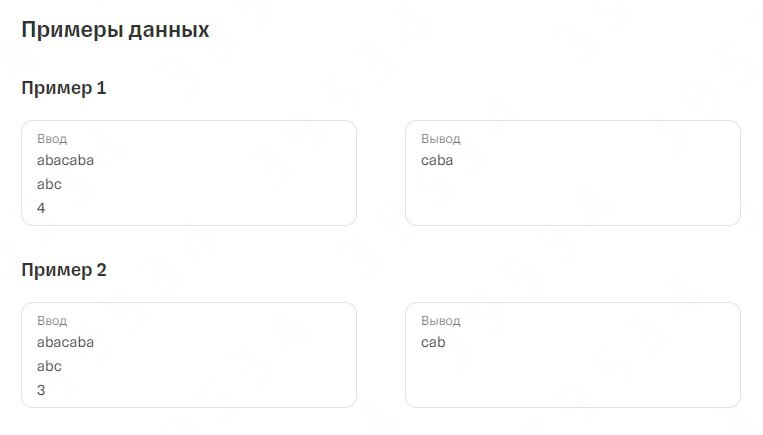 Примеры данных
Пример 1
Ввод
abacaba
abc
4
Вывод
caba
Пример 2
Ввод
abacaba
abc
3
Вывод
cab